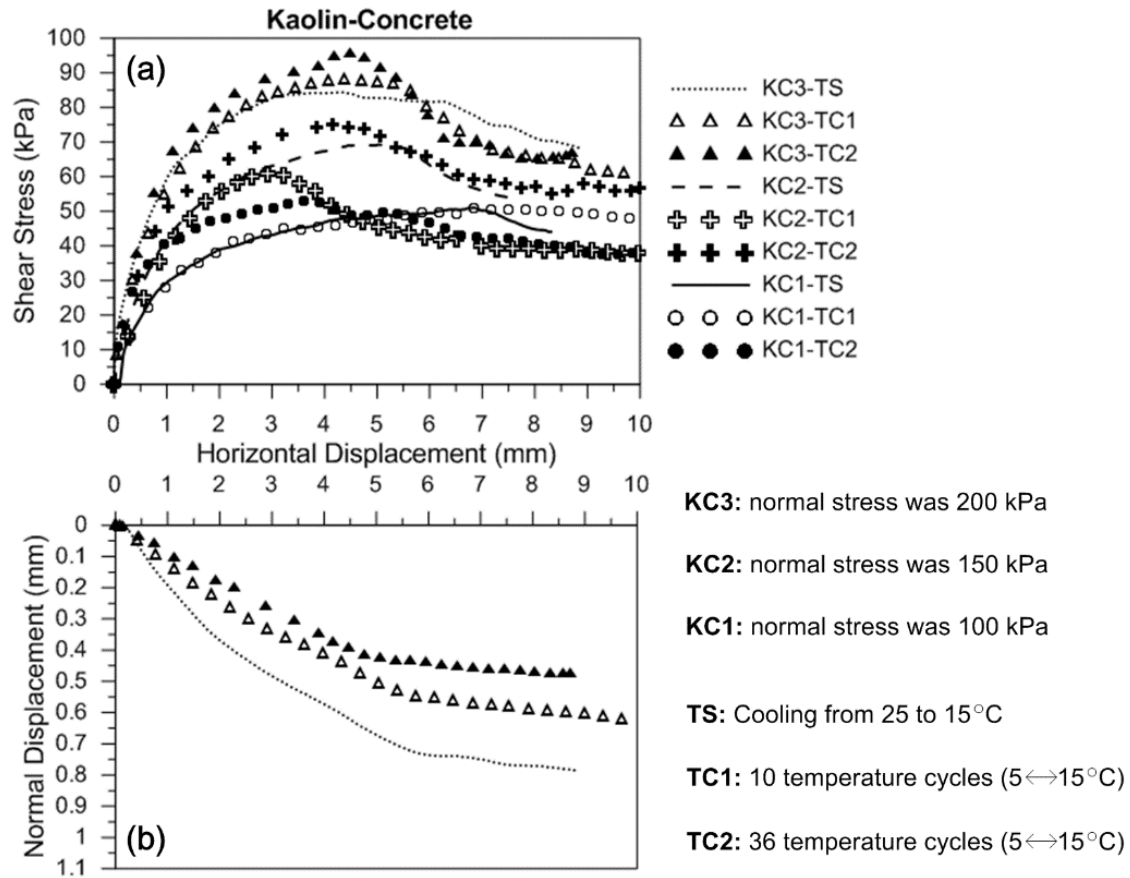 Kaolin-Concrete
(a)
Shear Stress (kPa)
100
90
80
70
60
50
40
30
20
10
0
0 1 2 3 4 5 6 7 8 9 10
Horizontal Displacement (mm)
KC3-TS
KC3-TC1
KC3-TC2
KC2-TS
KC2-TC1
KC2-TC2
KC1-TS
KC1-TC1
KC1-TC2
0 1 2 3 4 5 6 7 8 9 10
Normal Displacement (mm)
0
0.1
0.2
0.3
0.4
0.5
0.6
0.7
0.8
0.9
1
1.1
(b)
KC3: normal stress was 200 kPa
KC2: normal stress was 150 kPa
KC1: normal stress was 100 kPa
TS: Cooling from 25 to 15°C
TC1: 10 temperature cycles (5↔15°C)
TC2: 36 temperature cycles (5↔15°C)